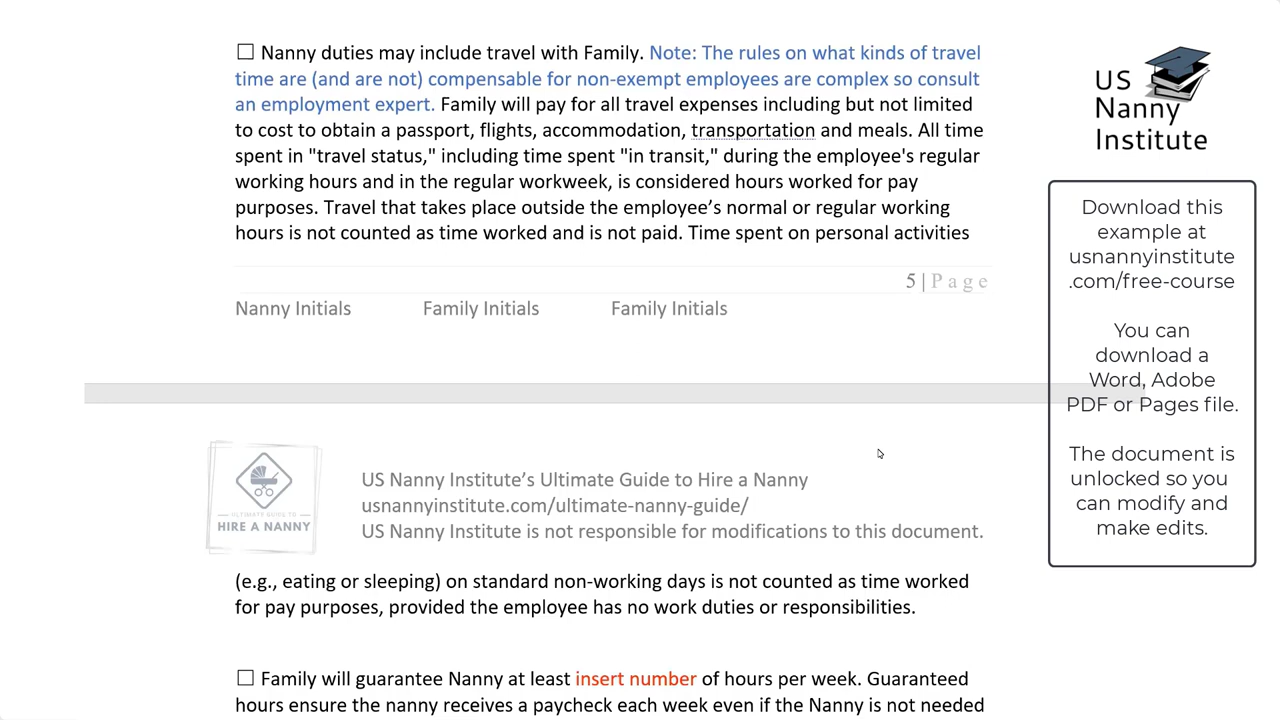 ☐ Nanny duties may include travel with Family. Note: The rules on what kinds of travel
time are (and are not) compensable for non-exempt employees are complex so consult
an employment expert. Family will pay for all travel expenses including but not limited
to cost to obtain a passport, flights, accommodation, transportation and meals. All time
spent in "travel status," including time spent "in transit," during the employee's regular
working hours and in the regular workweek, is considered hours worked for pay
purposes. Travel that takes place outside the employee’s normal or regular working
hours is not counted as time worked and is not paid. Time spent on personal activities
5 | P a g e
Nanny Initials Family Initials Family Initials
ULTIMATE GUIDE TO
HIRE A NANNY
US Nanny Institute’s Ultimate Guide to Hire a Nanny
usnannyinstitute.com/ultimate-nanny-guide/
US Nanny Institute is not responsible for modifications to this document.
(e.g., eating or sleeping) on standard non-working days is not counted as time worked
for pay purposes, provided the employee has no work duties or responsibilities.
☐ Family will guarantee Nanny at least insert number of hours per week. Guaranteed
hours ensure the nanny receives a paycheck each week even if the Nanny is not needed
US
Nanny
Institute
Download this
example at
usnannyinstitute
.com/free-course
You can
download a
Word, Adobe
PDF or Pages file.
The document is
unlocked so you
can modify and
make edits.